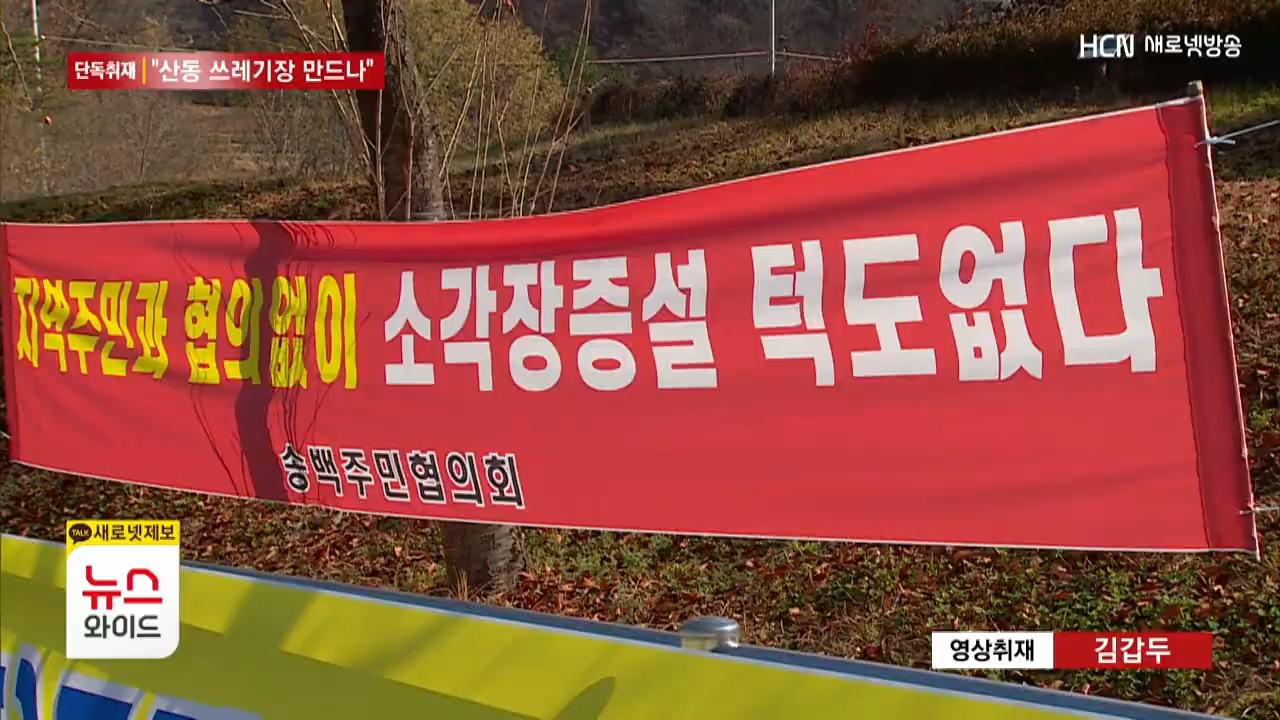 단독취재 "산동 쓰레기장 만드나"
HCN 새로넷방송
지역주민과 협의없이 소각장증설 턱도없다
송백주민협의회
TALK 새로넷제보
뉴스
와이드
영상취재 김갑두